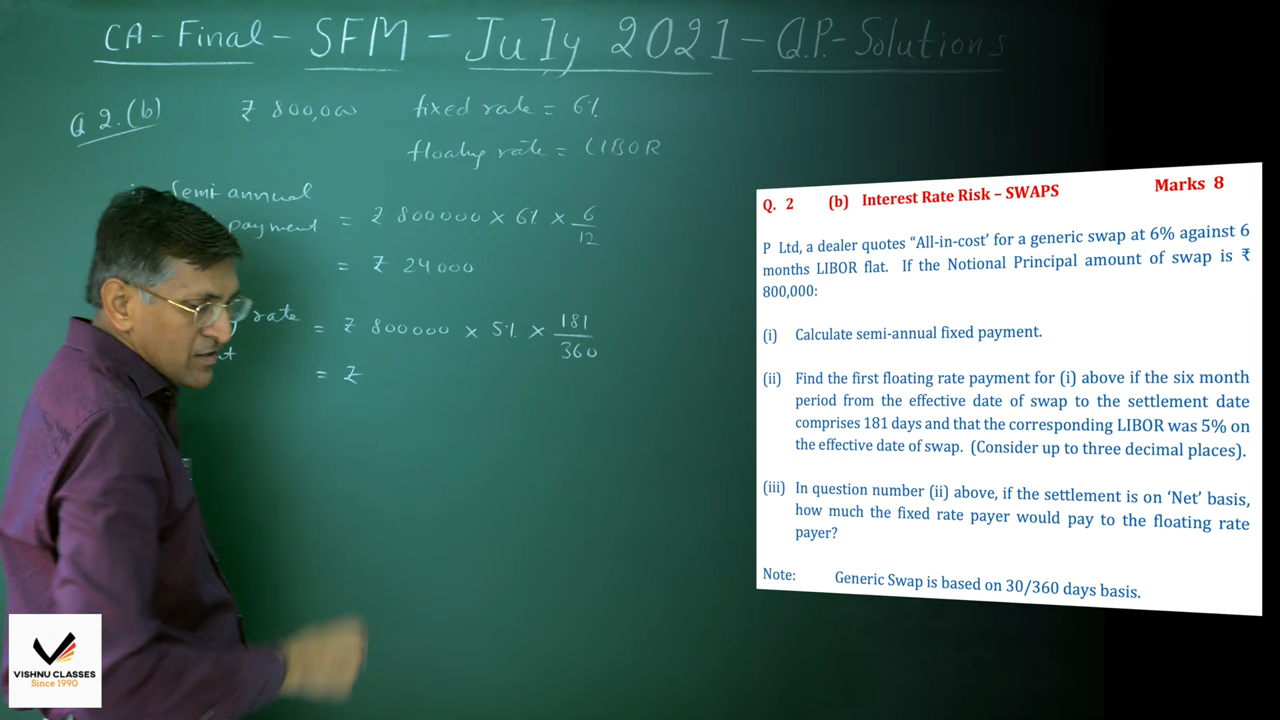 CA-Final - SFM - July 2021 - Q.P.-Solutions
Q 2. (b) ₹ 800,000 fixed rate = 6%
floating rate = LIBOR
Semi annual
payment = ₹ 800000 × 6% × 6/12
= ₹ 24000
rate
= ₹ 800000 × 5% × 181/360
= ₹
Q. 2 (b) Interest Rate Risk – SWAPS Marks 8
P Ltd, a dealer quotes “All-in-cost’ for a generic swap at 6% against 6
months LIBOR flat. If the Notional Principal amount of swap is ₹
800,000:
(i) Calculate semi-annual fixed payment.
(ii) Find the first floating rate payment for (i) above if the six month
period from the effective date of swap to the settlement date
comprises 181 days and that the corresponding LIBOR was 5% on
the effective date of swap. (Consider up to three decimal places).
(iii) In question number (ii) above, if the settlement is on ‘Net’ basis,
how much the fixed rate payer would pay to the floating rate
payer?
Note: Generic Swap is based on 30/360 days basis.
VISHNU CLASSES
Since 1990